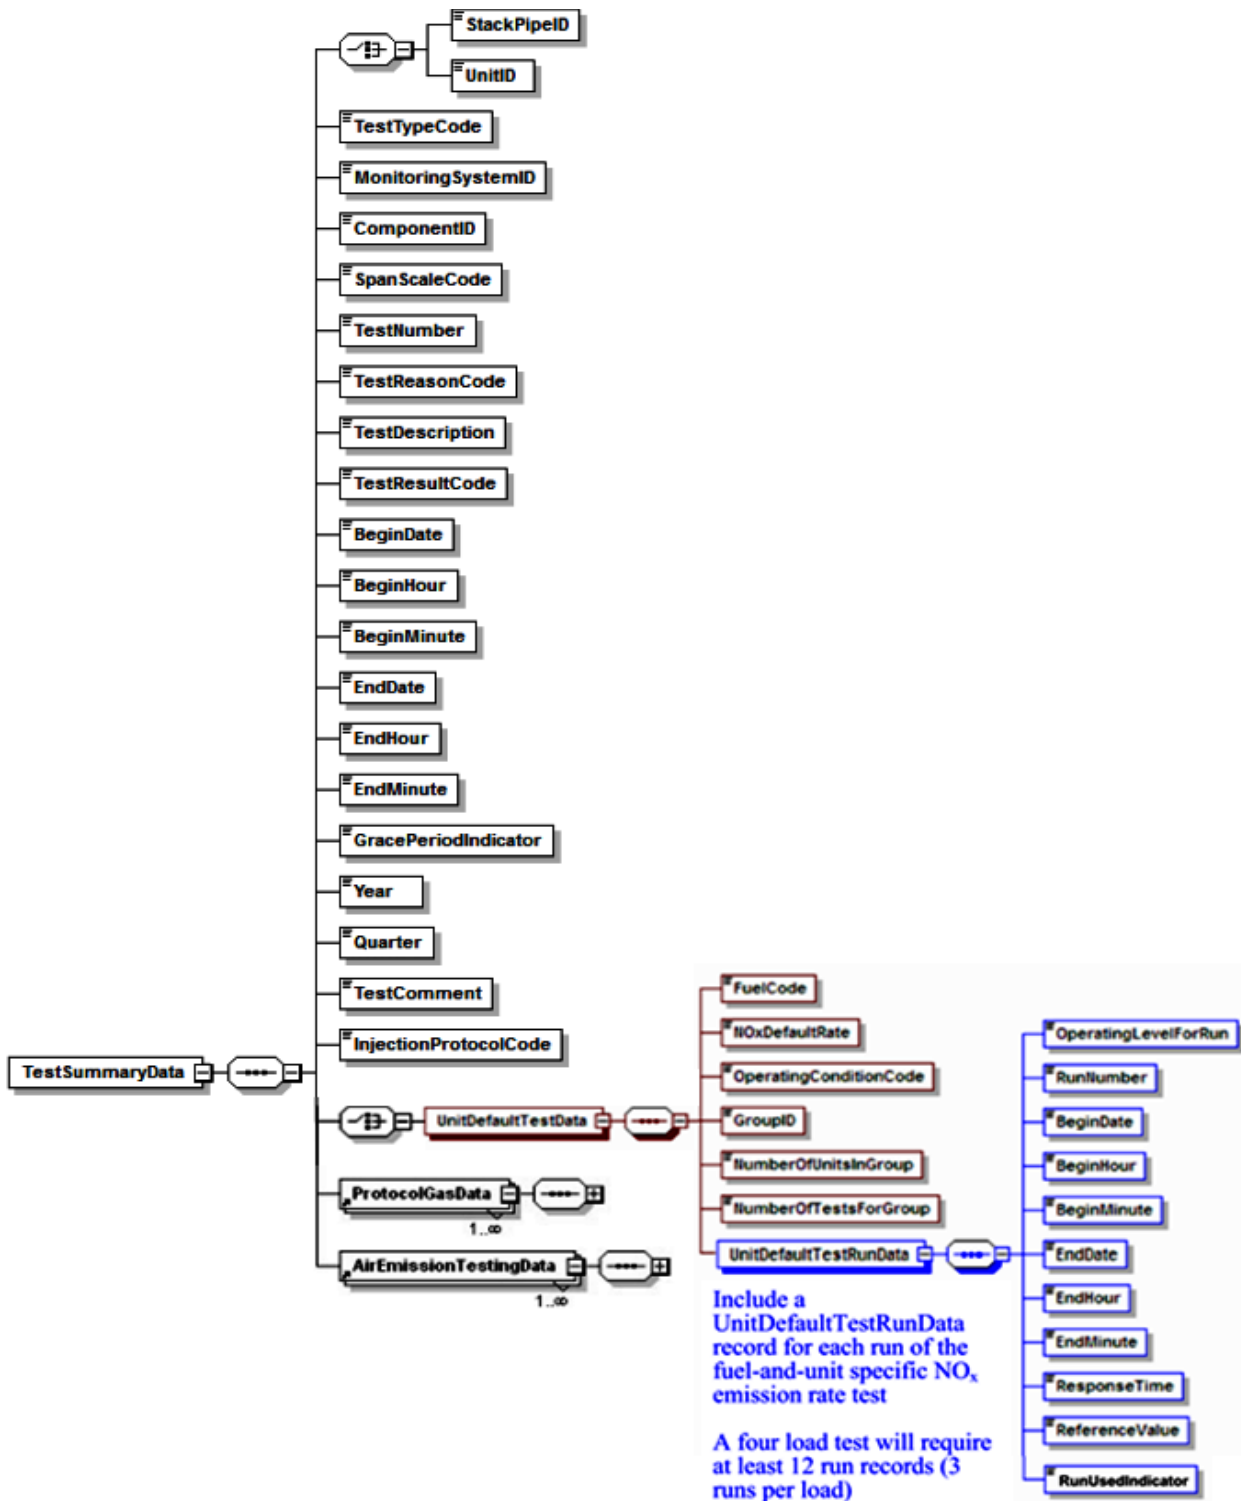 StackPipeID
UnitID
TestTypeCode
MonitoringSystemID
ComponentID
SpanScaleCode
TestNumber
TestReasonCode
TestDescription
TestResultCode
BeginDate
BeginHour
BeginMinute
EndDate
EndHour
EndMinute
GracePeriodIndicator
Year
Quarter
TestComment
InjectionProtocolCode
TestSummaryData
UnitDefaultTestData
ProtocolGasData
1..∞
AirEmissionTestingData
1..∞
FuelCode
NOxDefaultRate
OperatingConditionCode
GroupID
NumberOfUnitsInGroup
NumberOfTestsForGroup
UnitDefaultTestRunData
Include a
UnitDefaultTestRunData
record for each run of the
fuel-and-unit specific NOₓ
emission rate test
A four load test will require
at least 12 run records (3
runs per load)
OperatingLevelForRun
RunNumber
BeginDate
BeginHour
BeginMinute
EndDate
EndHour
EndMinute
ResponseTime
ReferenceValue
RunUsedIndicator